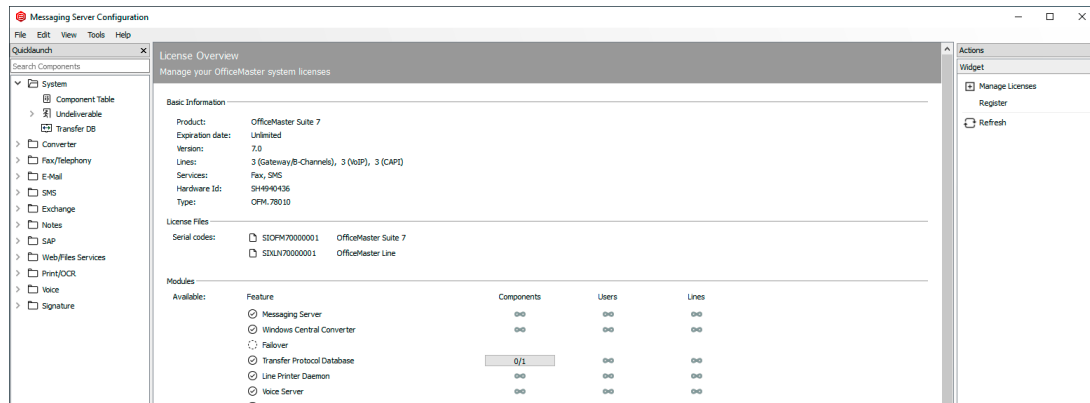 Messaging Server Configuration
File Edit View Tools Help
Quicklaunch
Search Components
System
Component Table
Undeliverable
Transfer DB
Converter
Fax/Telephony
E-Mail
SMS
Exchange
Notes
SAP
Web/Files Services
Print/OCR
Voice
Signature
License Overview
Manage your OfficeMaster system licenses
Basic Information
Product: OfficeMaster Suite 7
Expiration date: Unlimited
Version: 7.0
Lines: 3 (Gateway/B-Channels), 3 (VoIP), 3 (CAPI)
Services: Fax, SMS
Hardware Id: SH4940436
Type: OFM.78010
License Files
Serial codes: SIOFM70000001 OfficeMaster Suite 7
SIXLN70000001 OfficeMaster Line
Modules
Available: Feature Components Users Lines
Messaging Server ∞ ∞ ∞
Windows Central Converter ∞ ∞ ∞
Failover
Transfer Protocol Database 0/1 ∞ ∞
Line Printer Daemon ∞ ∞ ∞
Voice Server ∞ ∞ ∞
Actions
Widget
Manage Licenses
Register
Refresh